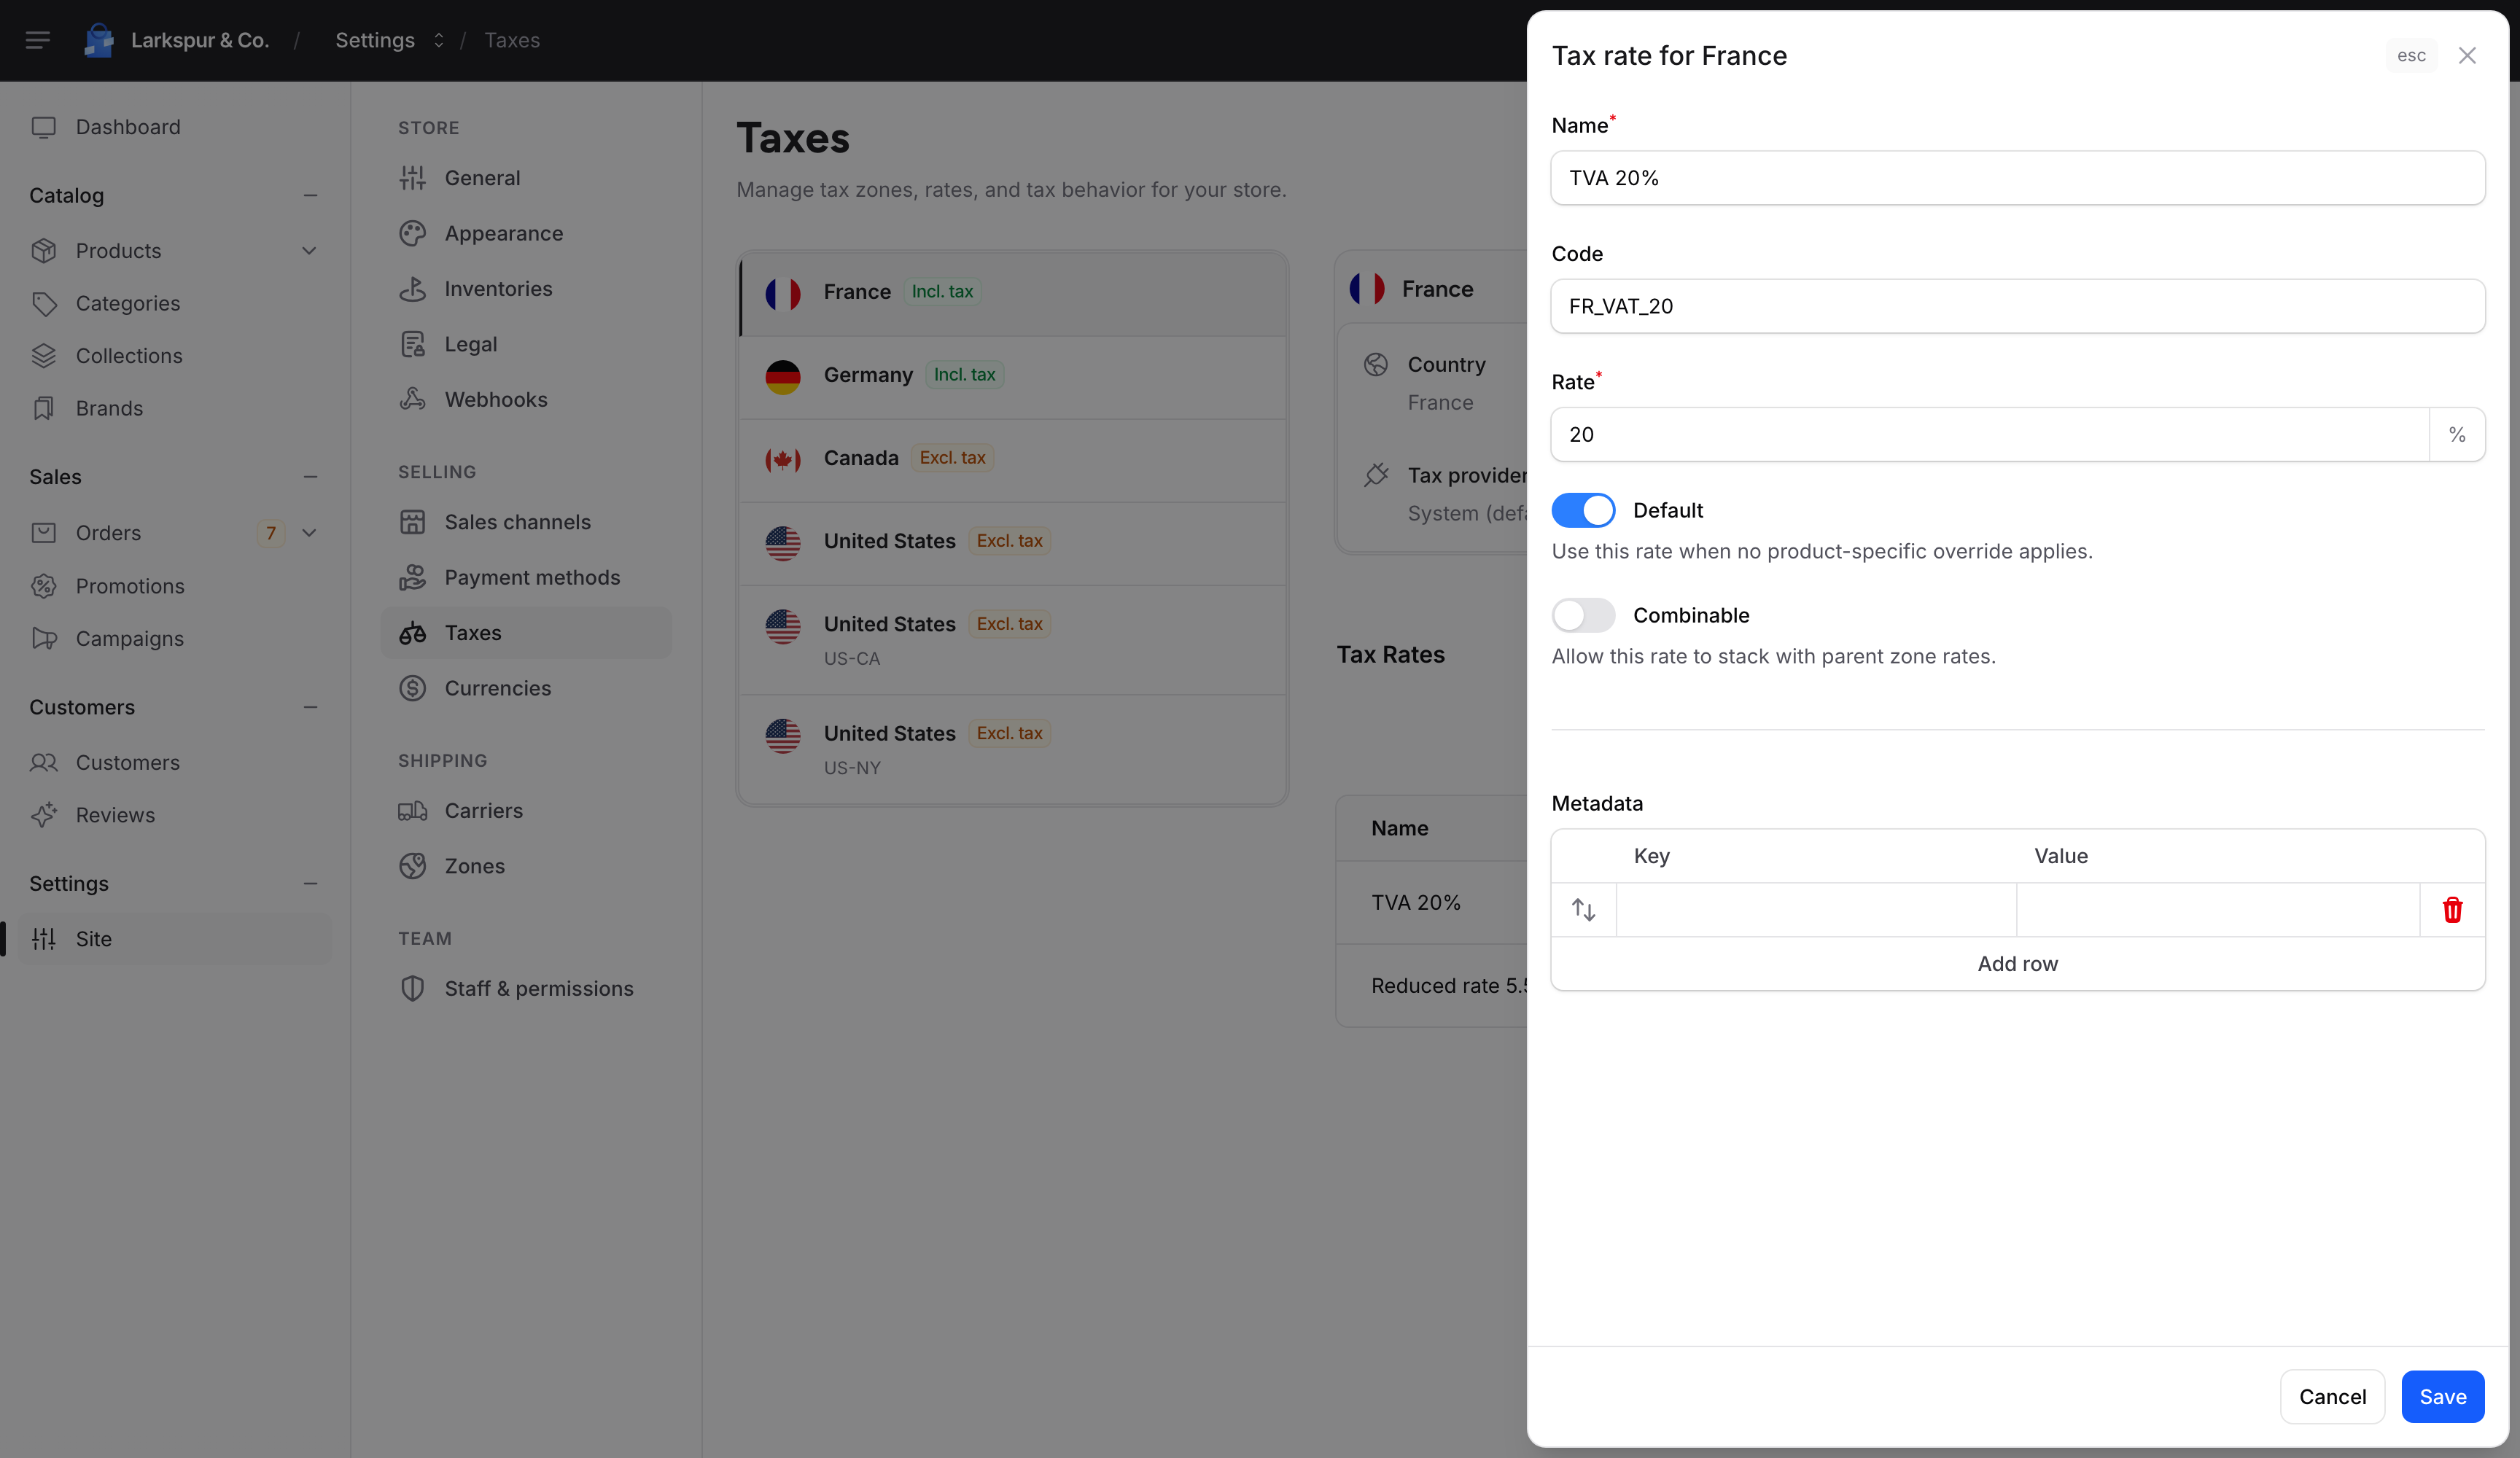 Larkspur & Co. / Settings / Taxes
Dashboard
Catalog
Products
Categories
Collections
Brands
Sales
Orders 7
Promotions
Campaigns
Customers
Customers
Reviews
Settings
Site
STORE
General
Appearance
Inventories
Legal
Webhooks
SELLING
Sales channels
Payment methods
Taxes
Currencies
SHIPPING
Carriers
Zones
TEAM
Staff & permissions
Taxes
Manage tax zones, rates, and tax behavior for your store.
France Incl. tax
Germany Incl. tax
Canada Excl. tax
United States Excl. tax
United States Excl. tax
US-CA
United States Excl. tax
US-NY
France
Country
France
Tax provider
System (defa
Tax Rates
Name
TVA 20%
Reduced rate 5.5
Tax rate for France
esc
Name*
TVA 20%
Code
FR_VAT_20
Rate*
20 %
Default
Use this rate when no product-specific override applies.
Combinable
Allow this rate to stack with parent zone rates.
Metadata
Key Value
Add row
Cancel Save